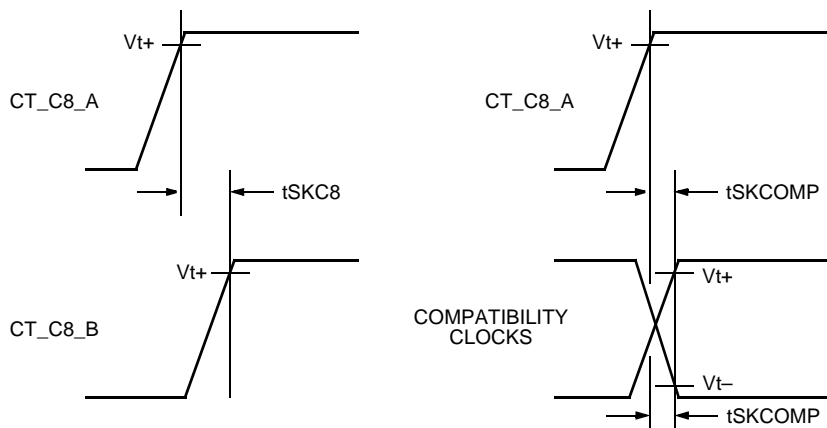 Vt+
CT_C8_A
tSKC8
Vt+
CT_C8_B
Vt+
CT_C8_A
tSKCOMP
Vt+
COMPATIBILITY
CLOCKS
Vt–
tSKCOMP